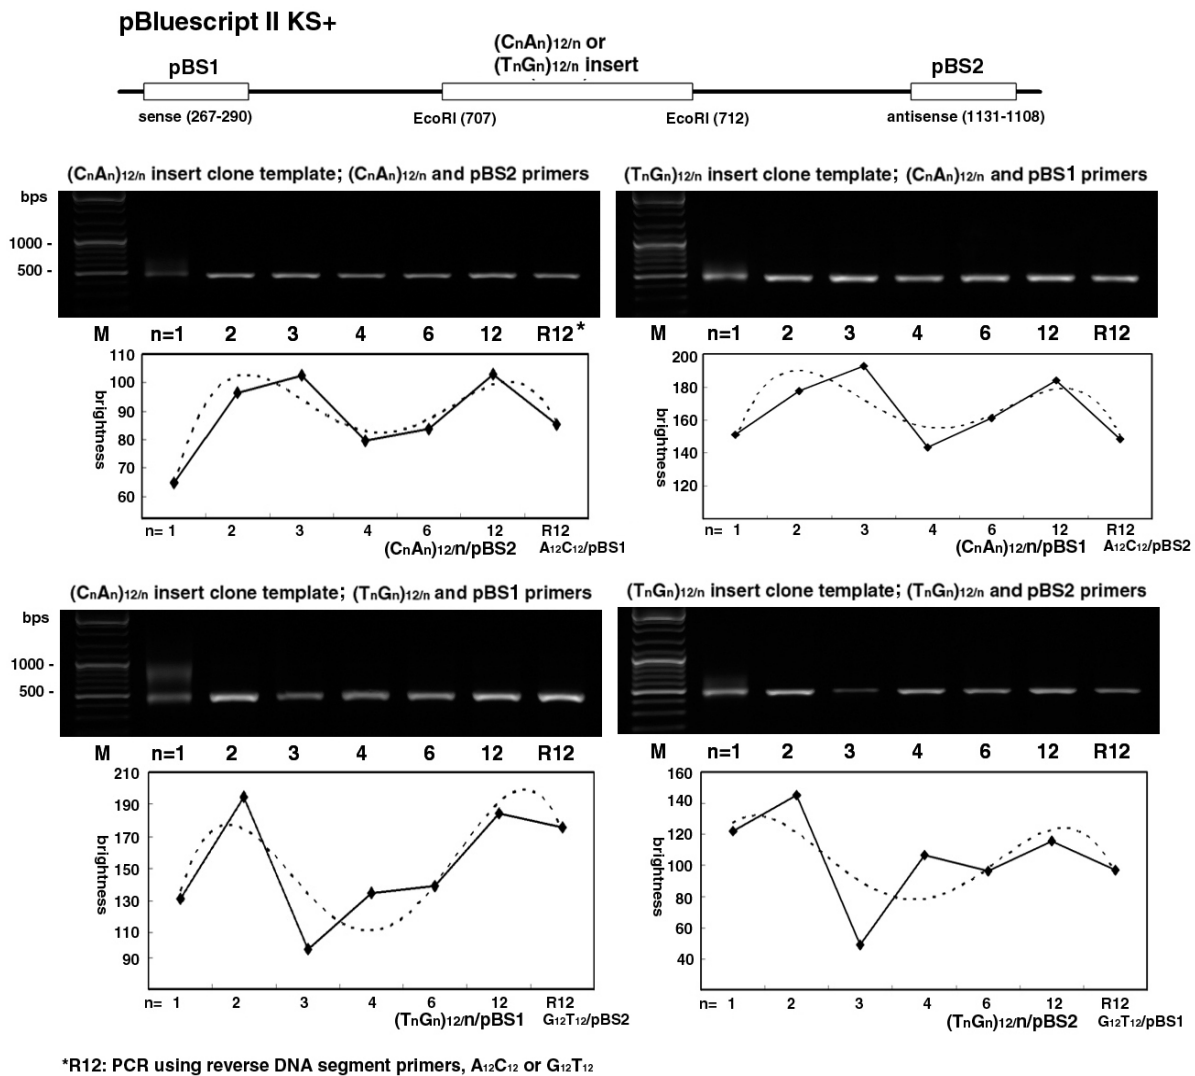 pBluescript II KS+
(CnAn)12/n or
(TnGn)12/n insert
pBS1
pBS2
sense (267-290)
EcoRI (707)
EcoRI (712)
antisense (1131-1108)
(CnAn)12/n insert clone template; (CnAn)12/n and pBS2 primers
bps
1000 -
500 -
M n=1 2 3 4 6 12 R12*
110
100
90
80
70
60
brightness
n= 1 2 3 4 6 12 R12
(CnAn)12/n/pBS2 A12C12/pBS1
(TnGn)12/n insert clone template; (CnAn)12/n and pBS1 primers
M n=1 2 3 4 6 12 R12
200
180
160
140
120
brightness
n= 1 2 3 4 6 12 R12
(CnAn)12/n/pBS1 A12C12/pBS2
(CnAn)12/n insert clone template; (TnGn)12/n and pBS1 primers
bps
1000 -
500 -
M n=1 2 3 4 6 12 R12
210
190
170
150
130
110
90
brightness
n= 1 2 3 4 6 12 R12
(TnGn)12/n/pBS1 G12T12/pBS2
(TnGn)12/n insert clone template; (TnGn)12/n and pBS2 primers
M n=1 2 3 4 6 12 R12
160
140
120
100
80
60
40
brightness
n= 1 2 3 4 6 12 R12
(TnGn)12/n/pBS2 G12T12/pBS1
*R12: PCR using reverse DNA segment primers, A12C12 or G12T12